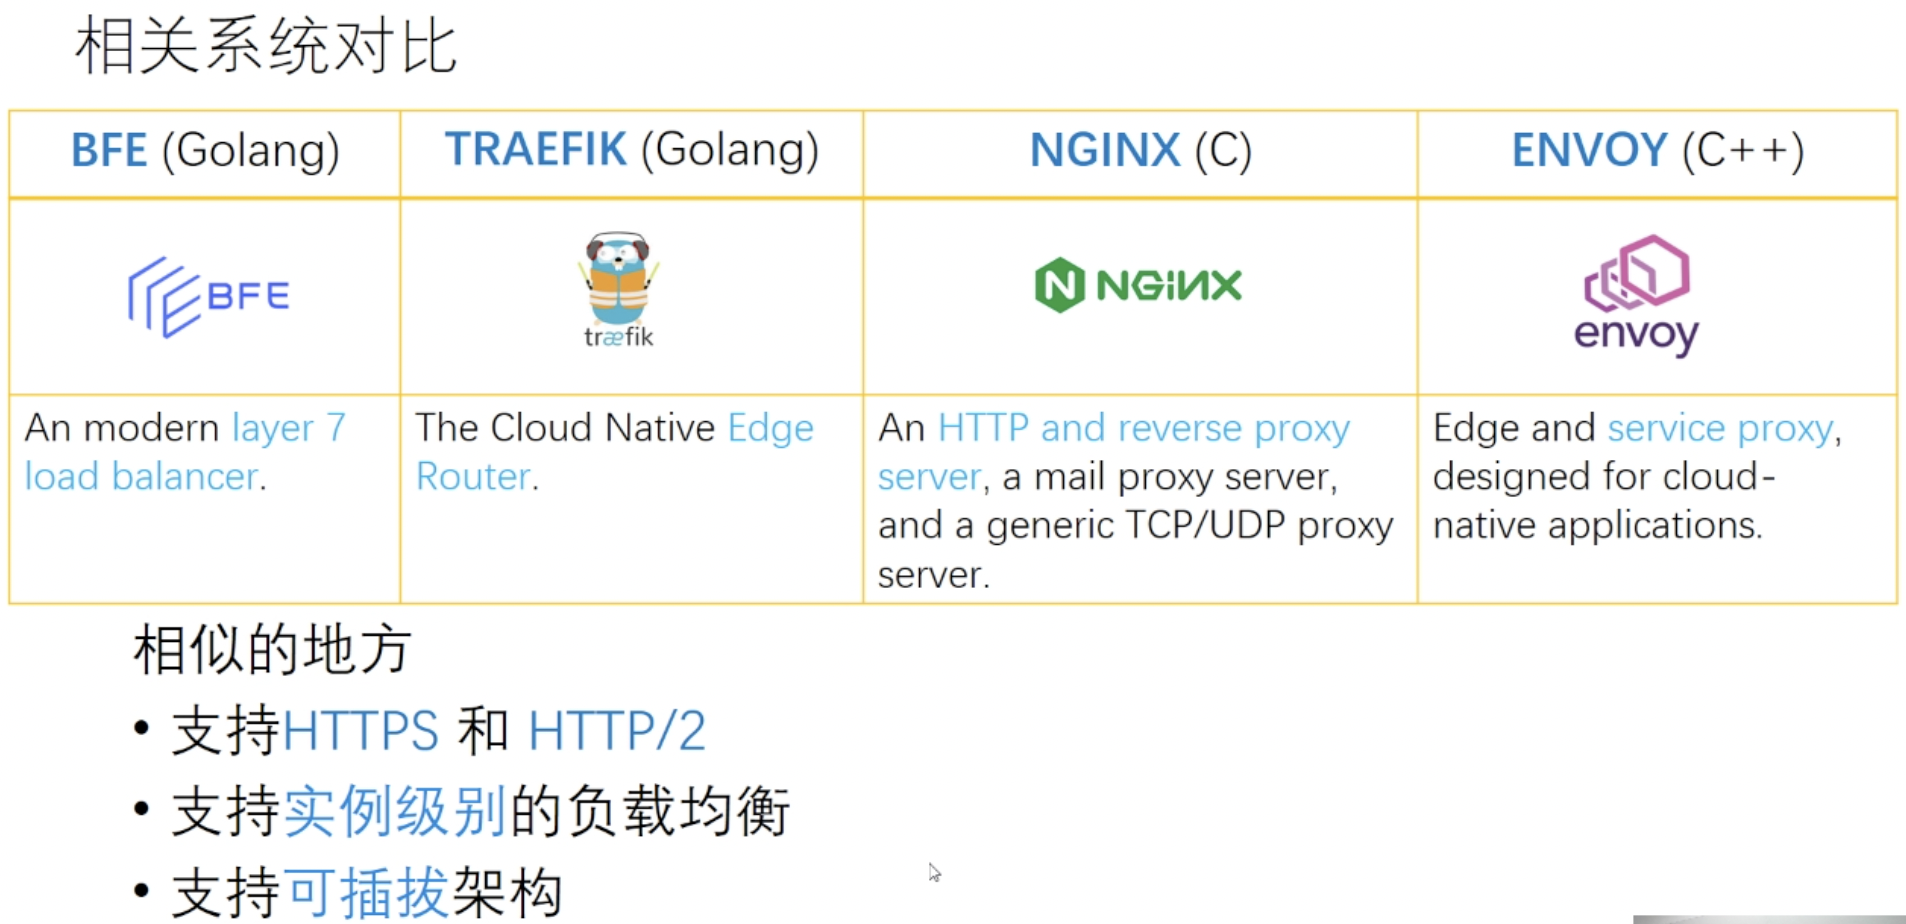 相关系统对比
BFE (Golang)
TRAEFIK (Golang)
NGINX (C)
ENVOY (C++)
BFE
træfik
NGiNX
envoy
An modern layer 7
load balancer.
The Cloud Native Edge
Router.
An HTTP and reverse proxy
server, a mail proxy server,
and a generic TCP/UDP proxy
server.
Edge and service proxy,
designed for cloud-
native applications.
相似的地方
• 支持HTTPS 和 HTTP/2
• 支持实例级别的负载均衡
• 支持可插拔架构